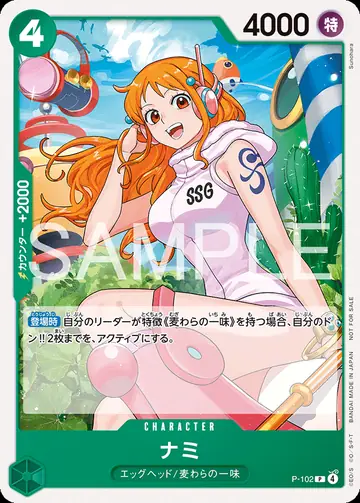 4
4000
特
Sunohara
カウンター +2000
SSG
SAMPLE
登場時 自分のリーダーが特徴《麦わらの一味》を持つ場合、自分のド
ン!!2枚までを、アクティブにする。
CHARACTER
ナミ
エッグヘッド/麦わらの一味
P-102 P 4
BANDAI MADE IN JAPAN NOT FOR SALE
©E.O/S ©O./S・F・T